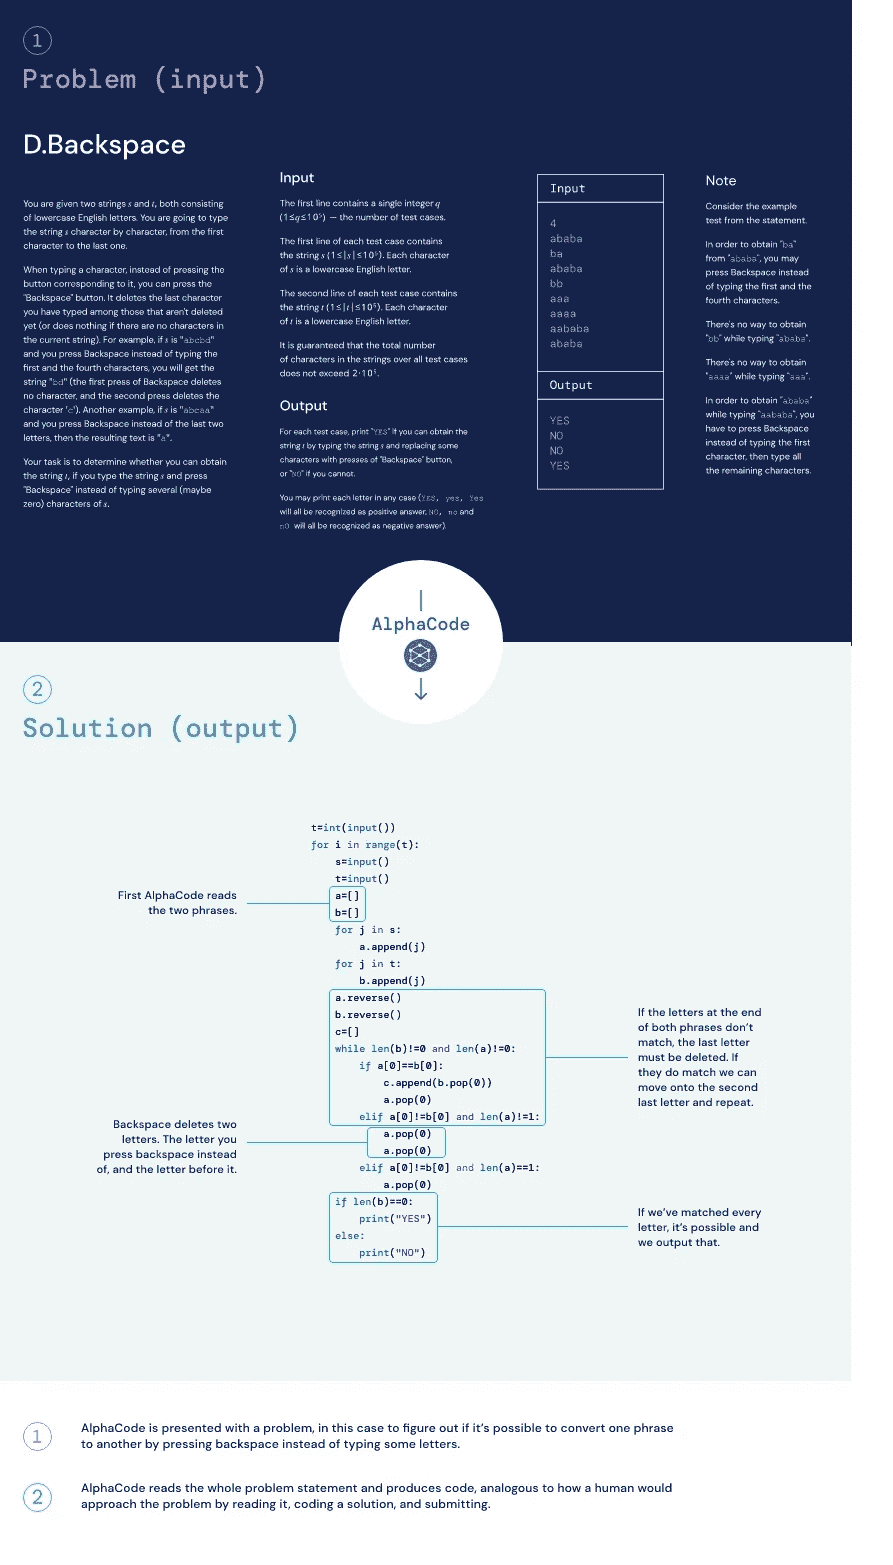 1
Problem (input)
D.Backspace
You are given two strings s and t, both consisting
of lowercase English letters. You are going to type
the string s character by character, from the first
character to the last one.
When typing a character, instead of pressing the
button corresponding to it, you can press the
"Backspace" button. It deletes the last character
you have typed among those that aren't deleted
yet (or does nothing if there are no characters in
the current string). For example, if s is "abcbd"
and you press Backspace instead of typing the
first and the fourth characters, you will get the
string "bd" (the first press of Backspace deletes
no character, and the second press deletes the
character 'c'). Another example, if s is "abcaa"
and you press Backspace instead of the last two
letters, then the resulting text is "a".
Your task is to determine whether you can obtain
the string t, if you type the string s and press
"Backspace" instead of typing several (maybe
zero) characters of s.
Input
The first line contains a single integer q
(1≤q≤10⁵) — the number of test cases.
The first line of each test case contains
the string s (1≤|s|≤10⁵). Each character
of s is a lowercase English letter.
The second line of each test case contains
the string t (1≤|t|≤10⁵). Each character
of t is a lowercase English letter.
It is guaranteed that the total number
of characters in the strings over all test cases
does not exceed 2·10⁵.
Output
For each test case, print "YES" if you can obtain the
string t by typing the string s and replacing some
characters with presses of "Backspace" button,
or "NO" if you cannot.
You may print each letter in any case (YES, yes, Yes
will all be recognized as positive answer, NO, no and
nO will all be recognized as negative answer).
Input
4
ababa
ba
ababa
bb
aaa
aaaa
aababa
ababa
Output
YES
NO
NO
YES
Note
Consider the example
test from the statement.
In order to obtain "ba"
from "ababa", you may
press Backspace instead
of typing the first and the
fourth characters.
There's no way to obtain
"bb" while typing "ababa".
There's no way to obtain
"aaaa" while typing "aaa".
In order to obtain "ababa"
while typing "aababa", you
have to press Backspace
instead of typing the first
character, then type all
the remaining characters.
AlphaCode
2
Solution (output)
t=int(input())
for i in range(t):
    s=input()
    t=input()
    a=[]
    b=[]
    for j in s:
        a.append(j)
    for j in t:
        b.append(j)
    a.reverse()
    b.reverse()
    c=[]
    while len(b)!=0 and len(a)!=0:
        if a[0]==b[0]:
            c.append(b.pop(0))
            a.pop(0)
        elif a[0]!=b[0] and len(a)!=1:
            a.pop(0)
            a.pop(0)
        elif a[0]!=b[0] and len(a)==1:
            a.pop(0)
    if len(b)==0:
        print("YES")
    else:
        print("NO")
First AlphaCode reads
the two phrases.
If the letters at the end
of both phrases don't
match, the last letter
must be deleted. If
they do match we can
move onto the second
last letter and repeat.
Backspace deletes two
letters. The letter you
press backspace instead
of, and the letter before it.
If we've matched every
letter, it's possible and
we output that.
1
AlphaCode is presented with a problem, in this case to figure out if it's possible to convert one phrase
to another by pressing backspace instead of typing some letters.
2
AlphaCode reads the whole problem statement and produces code, analogous to how a human would
approach the problem by reading it, coding a solution, and submitting.